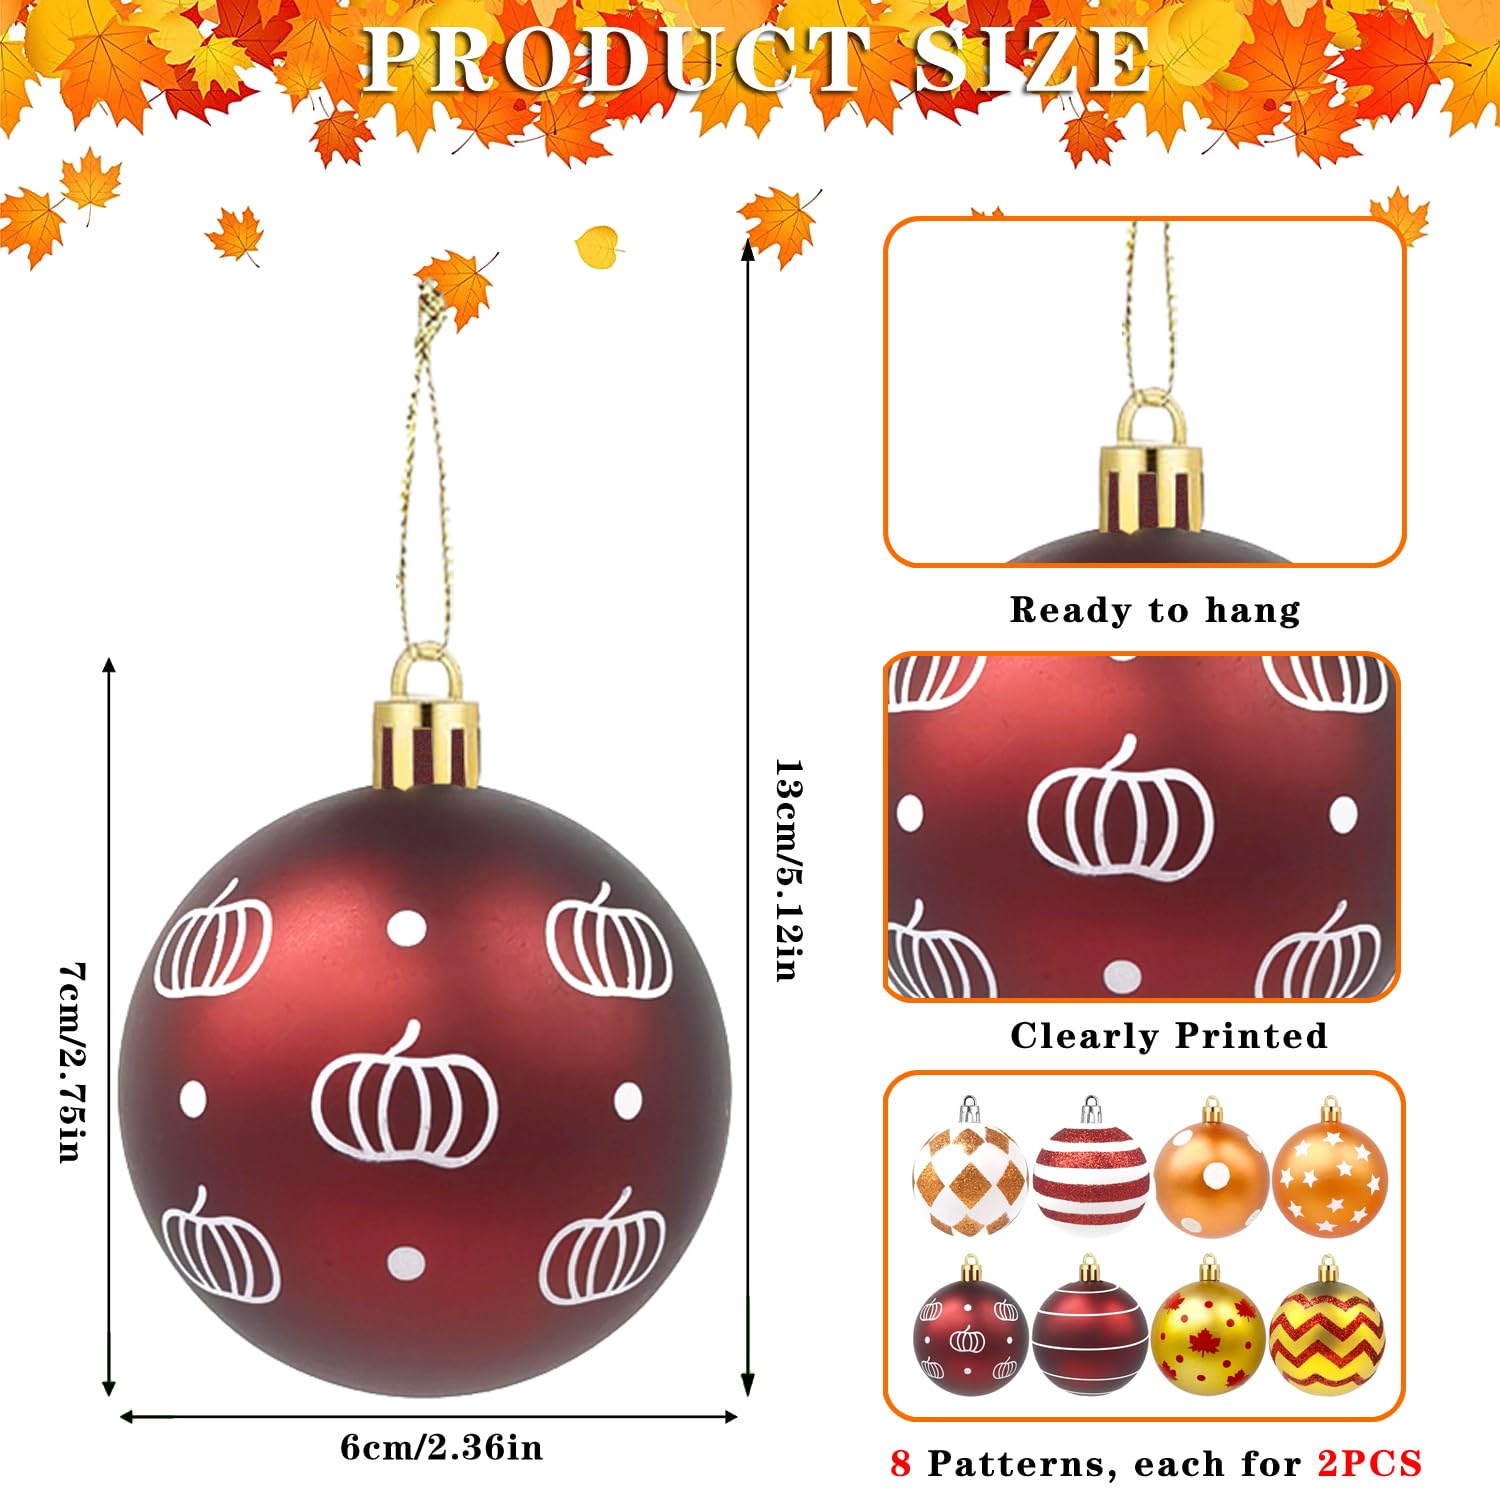 PRODUCT SIZE
Ready to hang
13cm/5.12in
7cm/2.75in
Clearly Printed
6cm/2.36in
8 Patterns, each for 2PCS